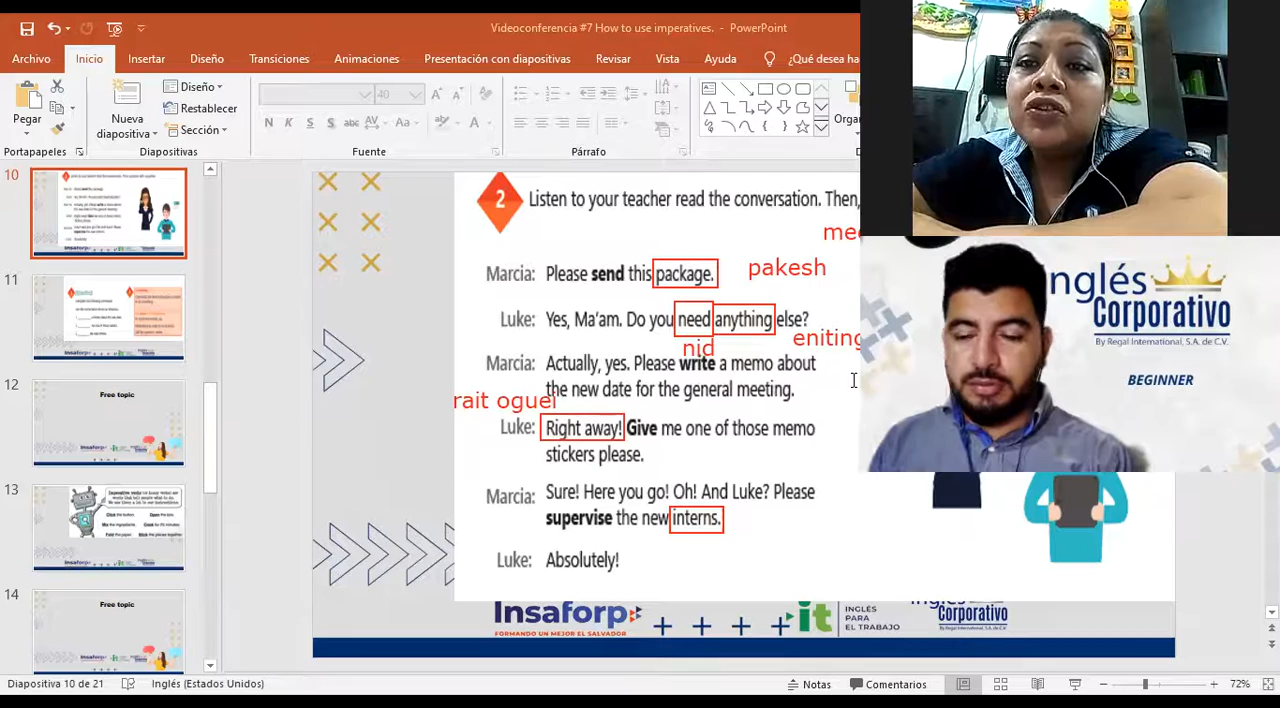 Videoconferencia #7 How to use imperatives. - PowerPoint
Archivo Inicio Insertar Diseño Transiciones Animaciones Presentación con diapositivas Revisar Vista Ayuda ¿Qué desea ha
Pegar
Nueva
diapositiva
Diseño
Restablecer
Sección
40
N K S S abc AV Aa A
Organ
Portapapeles Diapositivas Fuente Párrafo
10
11
12
Free topic
13
14
Free topic
2 Listen to your teacher read the conversation. Then,
pakesh
Marcia: Please send this package.
Luke: Yes, Ma'am. Do you need anything else?
nid
eniting
Marcia: Actually, yes. Please write a memo about
the new date for the general meeting.
rait oguei
Luke: Right away! Give me one of those memo
stickers please.
Marcia: Sure! Here you go! Oh! And Luke? Please
supervise the new interns.
Luke: Absolutely!
Insaforp
FORMANDO UN MEJOR EL SALVADOR
it
INGLÉS
PARA
EL TRABAJO
Inglés
Corporativo
By Regal International, S.A. de C.V.
Inglés
Corporativo
By Regal International, S.A. de C.V.
BEGINNER
Diapositiva 10 de 21 Inglés (Estados Unidos) Notas Comentarios 72%